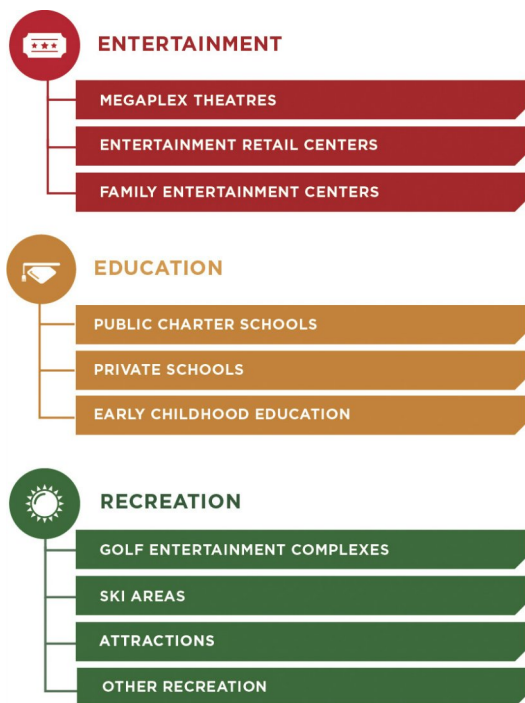 ENTERTAINMENT
MEGAPLEX THEATRES
ENTERTAINMENT RETAIL CENTERS
FAMILY ENTERTAINMENT CENTERS
EDUCATION
PUBLIC CHARTER SCHOOLS
PRIVATE SCHOOLS
EARLY CHILDHOOD EDUCATION
RECREATION
GOLF ENTERTAINMENT COMPLEXES
SKI AREAS
ATTRACTIONS
OTHER RECREATION